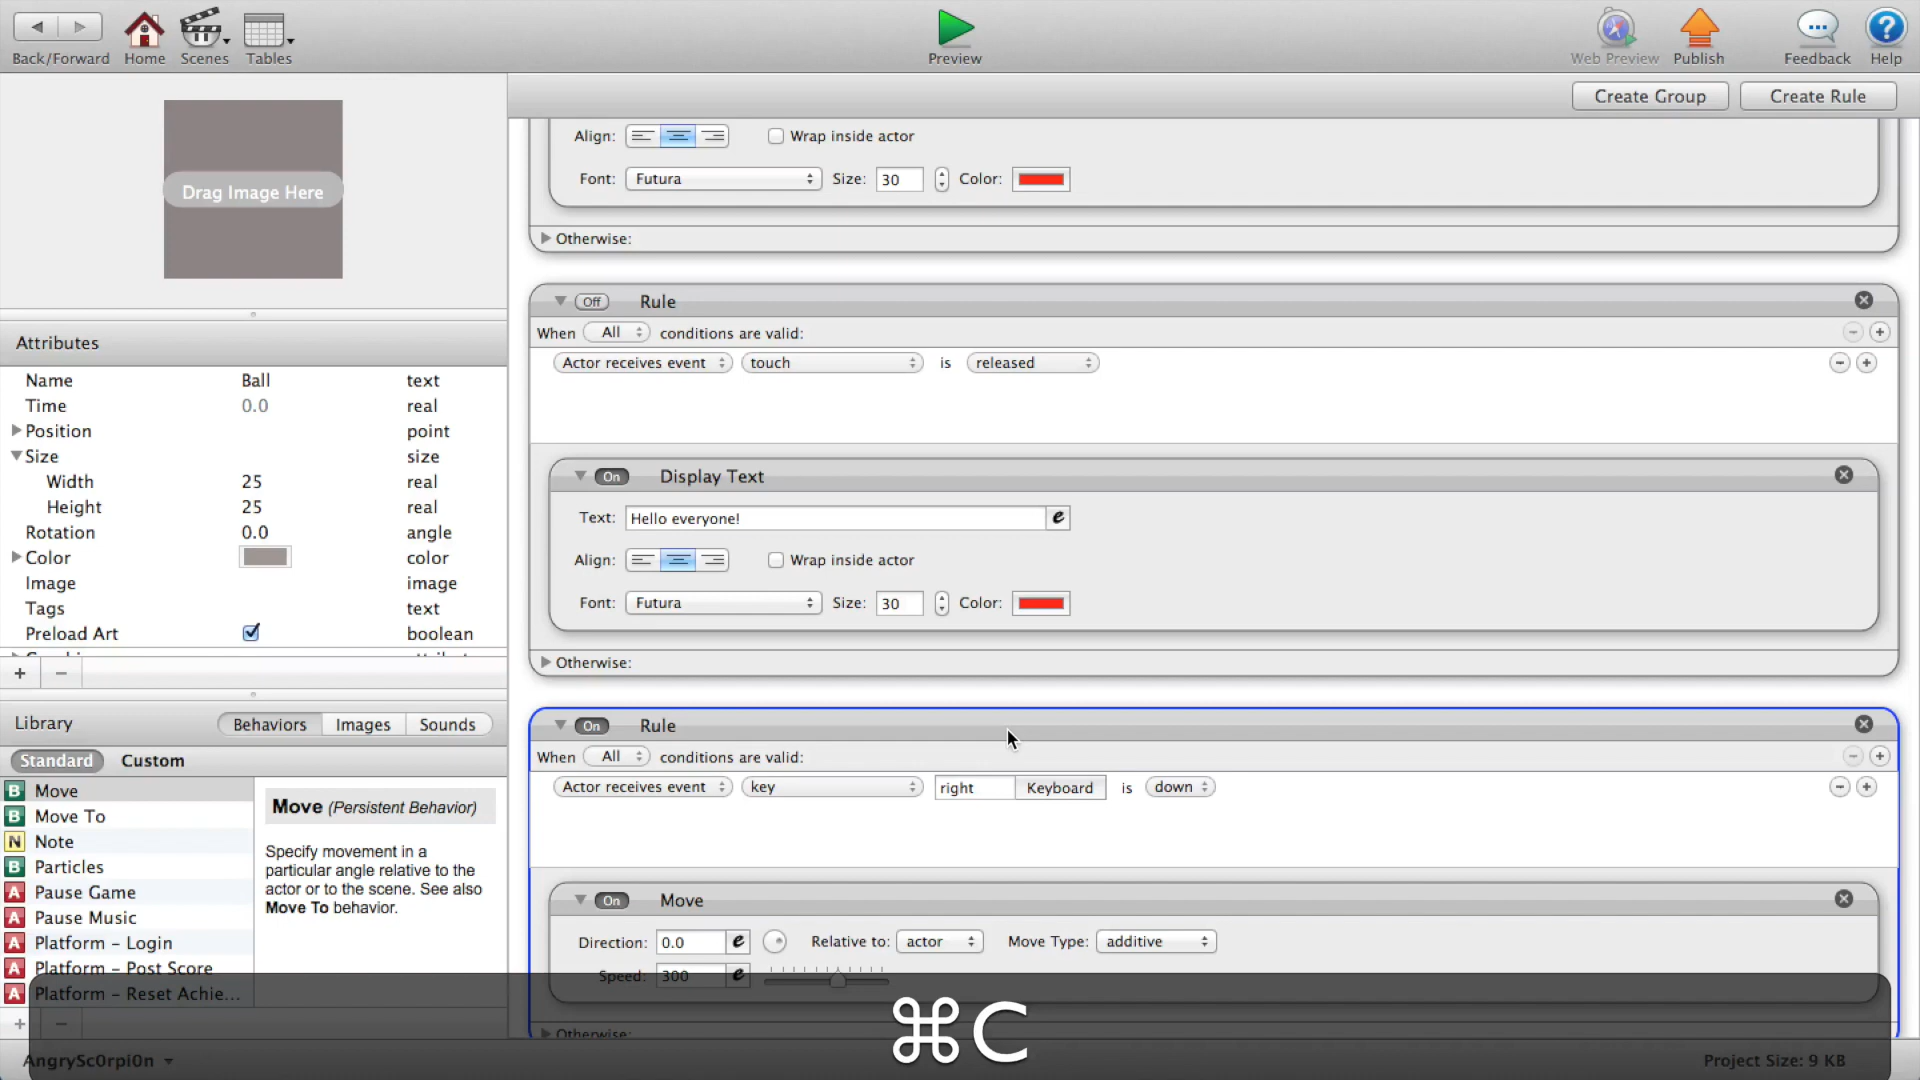 Back/Forward Home Scenes Tables Preview Web Preview Publish Feedback Help
Create Group Create Rule
Drag Image Here
Align: Wrap inside actor
Font: Futura Size: 30 Color:
Otherwise:
Off Rule
When All conditions are valid:
Actor receives event touch is released
Attributes
Name Ball text
Time 0.0 real
Position point
Size size
Width 25 real
Height 25 real
Rotation 0.0 angle
Color color
Image image
Tags text
Preload Art boolean
On Display Text
Text: Hello everyone! e
Align: Wrap inside actor
Font: Futura Size: 30 Color:
Otherwise:
Library Behaviors Images Sounds
Standard Custom
B Move
B Move To
N Note
B Particles
A Pause Game
A Pause Music
A Platform – Login
A Platform – Post Score
A Platform – Reset Achie...
Move (Persistent Behavior)
Specify movement in a
particular angle relative to the
actor or to the scene. See also
Move To behavior.
On Rule
When All conditions are valid:
Actor receives event key right Keyboard is down
On Move
Direction: 0.0 e Relative to: actor Move Type: additive
Speed: 300 e
Otherwise:
⌘C
AngrySc0rpi0n Project Size: 9 KB